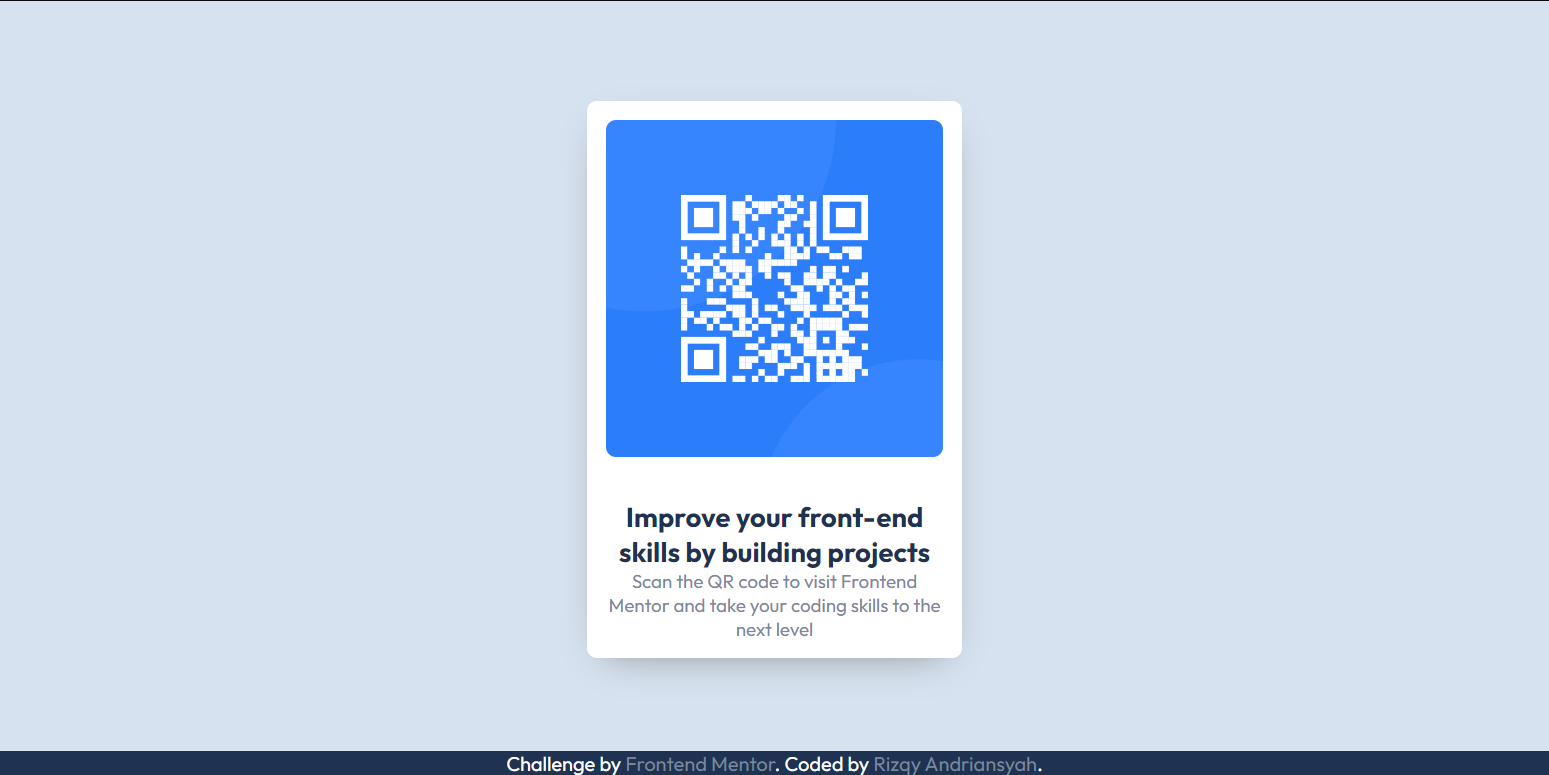 Improve your front-end
skills by building projects
Scan the QR code to visit Frontend
Mentor and take your coding skills to the
next level
Challenge by Frontend Mentor. Coded by Rizqy Andriansyah.